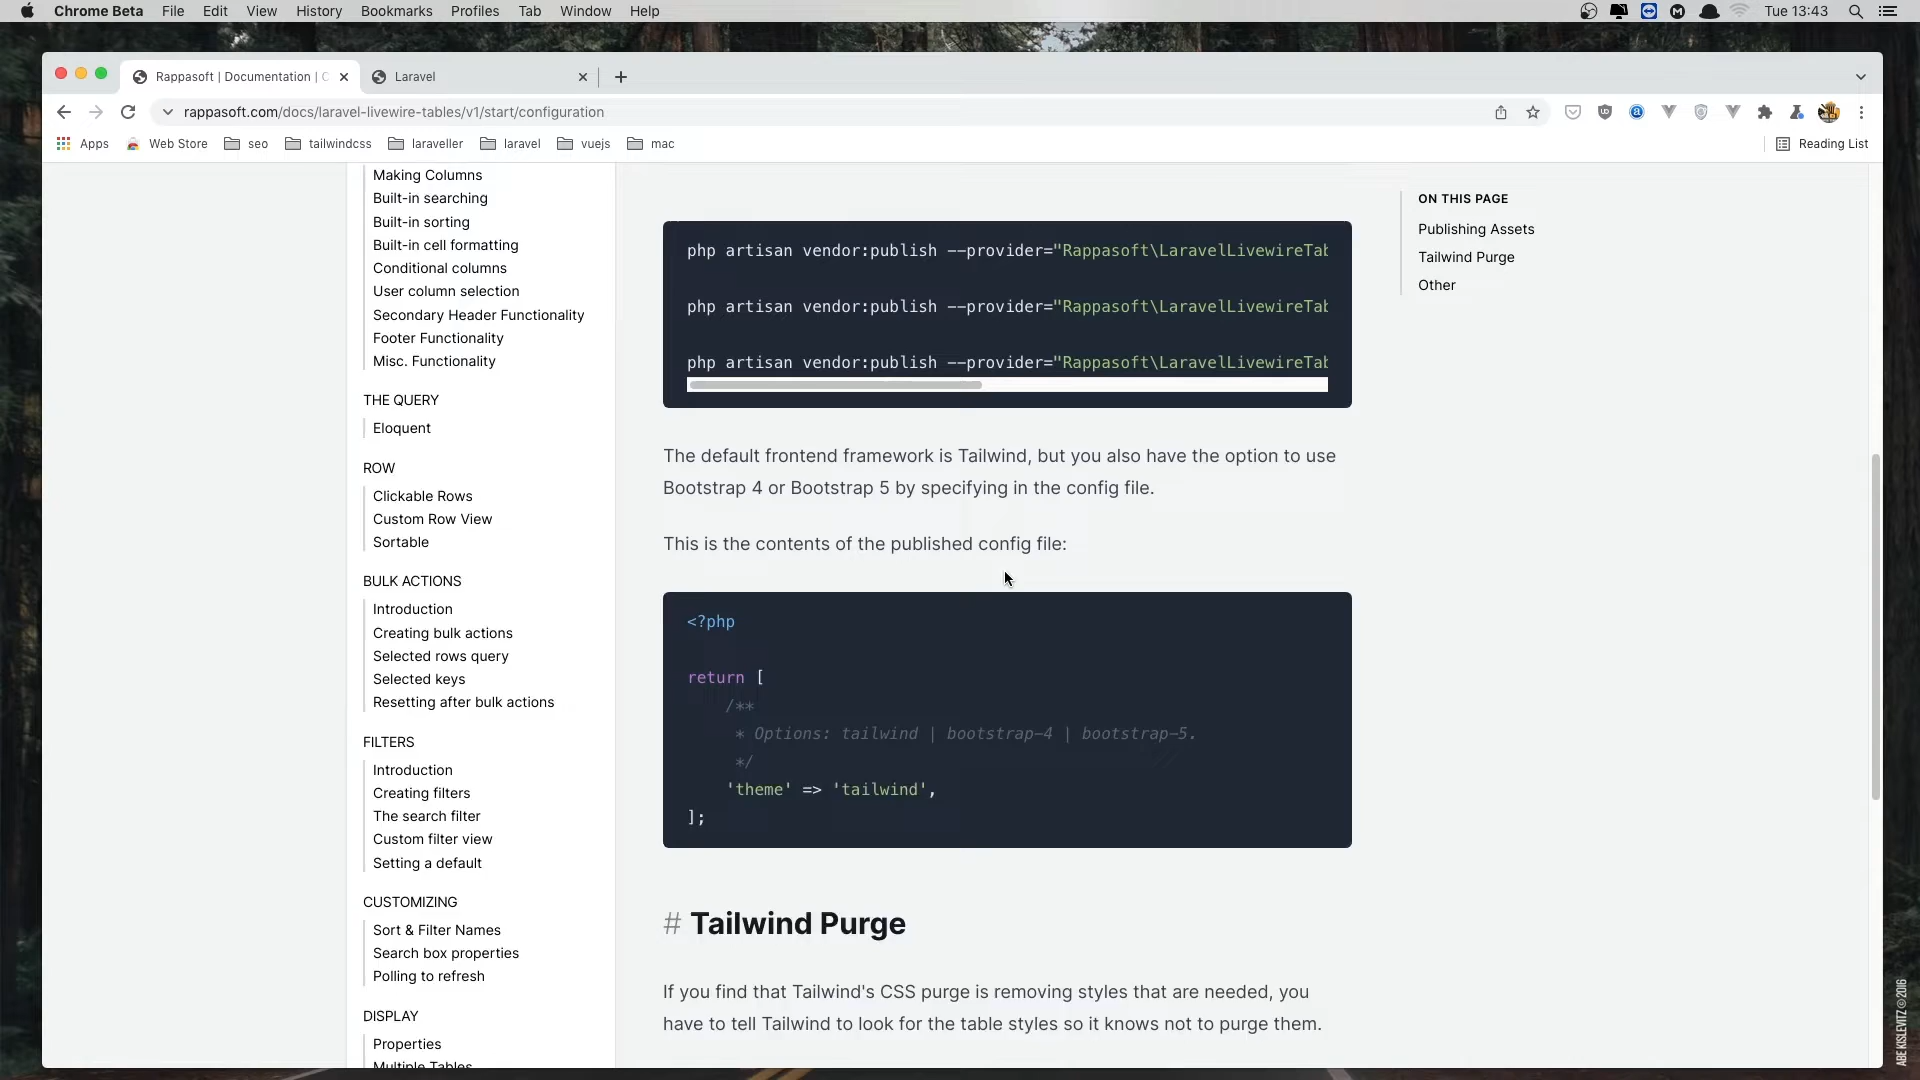 Chrome Beta File Edit View History Bookmarks Profiles Tab Window Help Tue 13:43
Rappasoft | Documentation | C Laravel
rappasoft.com/docs/laravel-livewire-tables/v1/start/configuration
Apps Web Store seo tailwindcss laraveller laravel vuejs mac Reading List
Making Columns
Built-in searching
Built-in sorting
Built-in cell formatting
Conditional columns
User column selection
Secondary Header Functionality
Footer Functionality
Misc. Functionality
THE QUERY
Eloquent
ROW
Clickable Rows
Custom Row View
Sortable
BULK ACTIONS
Introduction
Creating bulk actions
Selected rows query
Selected keys
Resetting after bulk actions
FILTERS
Introduction
Creating filters
The search filter
Custom filter view
Setting a default
CUSTOMIZING
Sort & Filter Names
Search box properties
Polling to refresh
DISPLAY
Properties
Multiple Tables
php artisan vendor:publish --provider="Rappasoft\LaravelLivewireTab
php artisan vendor:publish --provider="Rappasoft\LaravelLivewireTab
php artisan vendor:publish --provider="Rappasoft\LaravelLivewireTab
The default frontend framework is Tailwind, but you also have the option to use
Bootstrap 4 or Bootstrap 5 by specifying in the config file.
This is the contents of the published config file:
<?php
return [
/**
* Options: tailwind | bootstrap-4 | bootstrap-5.
*/
'theme' => 'tailwind',
];
# Tailwind Purge
If you find that Tailwind's CSS purge is removing styles that are needed, you
have to tell Tailwind to look for the table styles so it knows not to purge them.
ON THIS PAGE
Publishing Assets
Tailwind Purge
Other
ABE KISLEVITZ © 2016